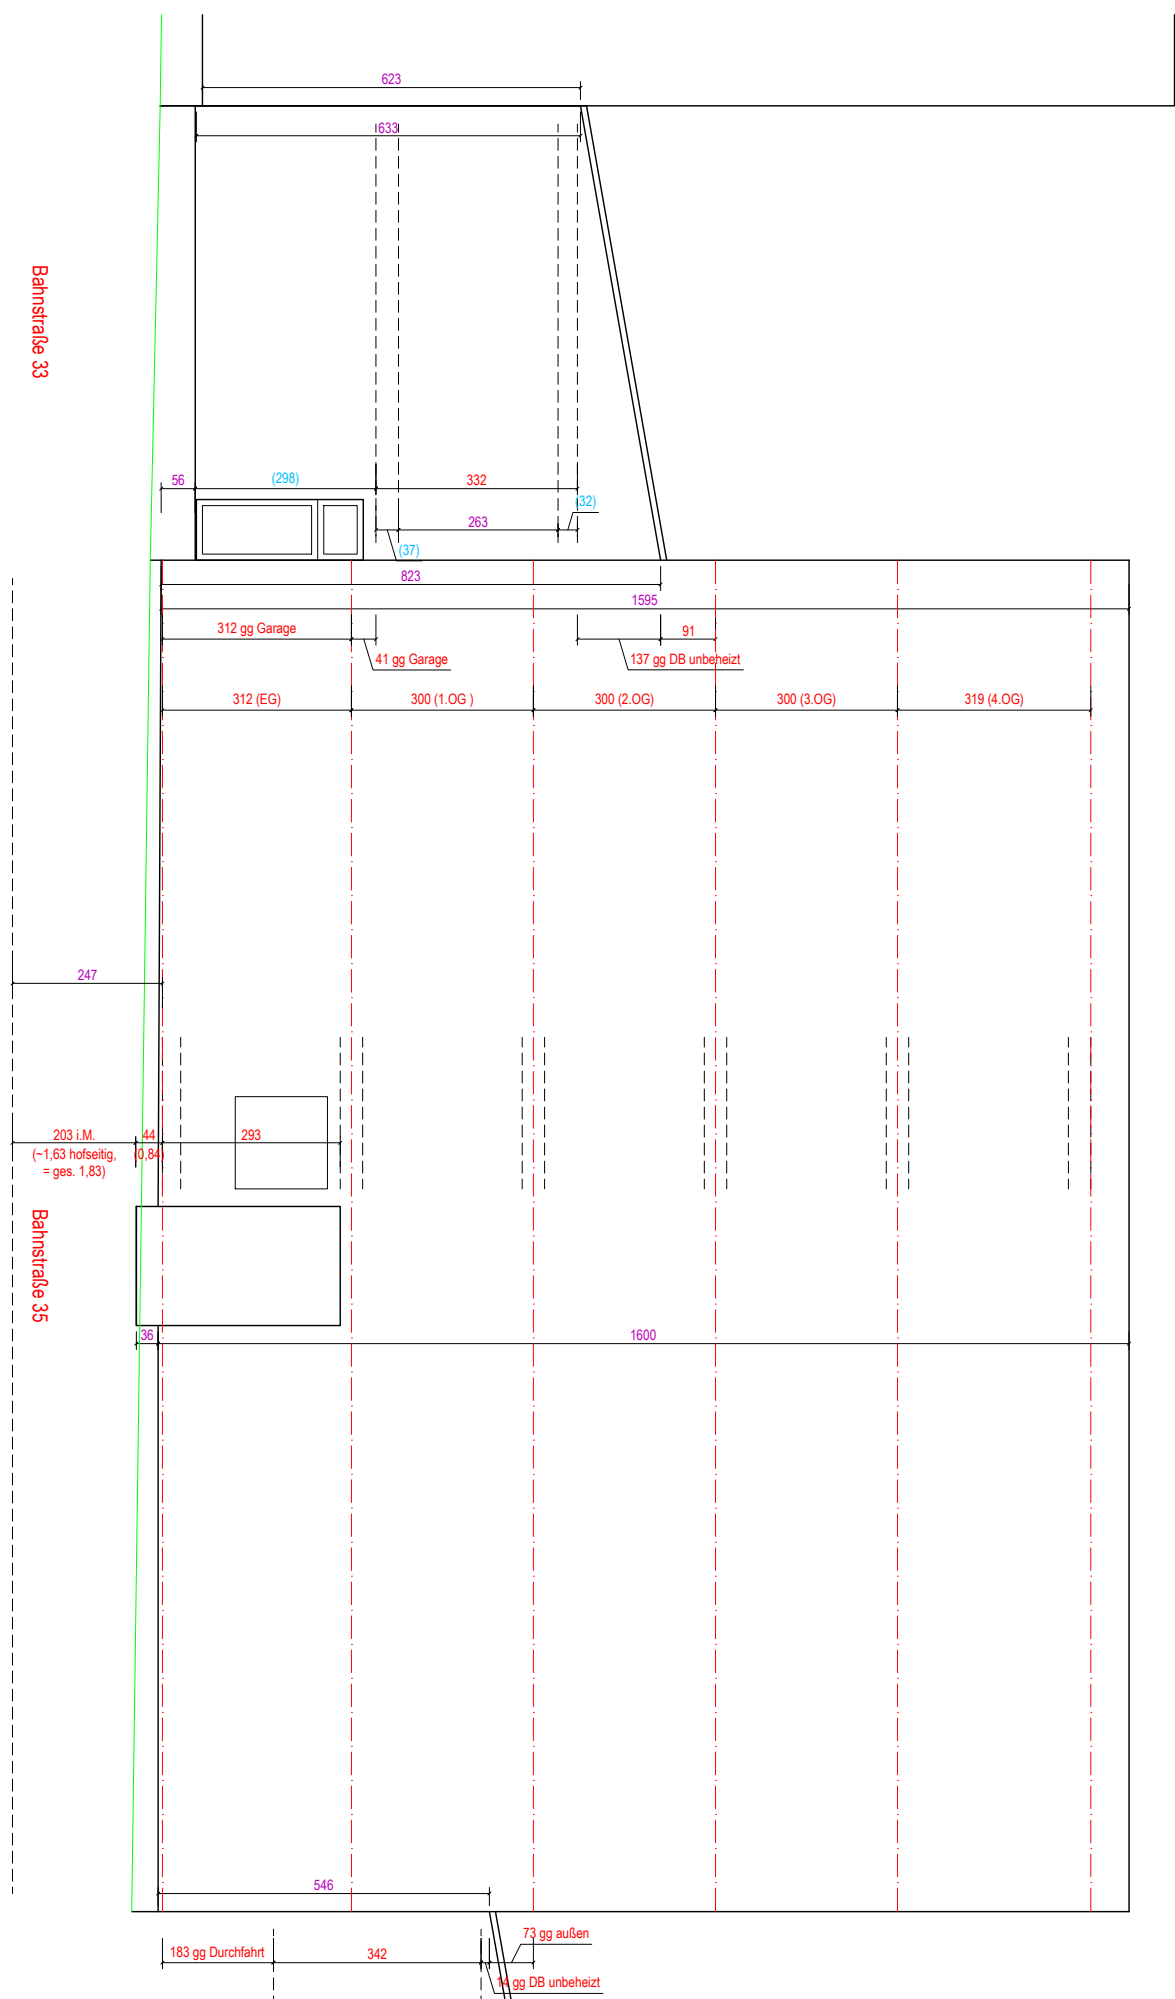 623
633
Bahnstraße 33
56
(298)
332
(32)
263
(37)
823
1595
312 gg Garage
91
41 gg Garage
137 gg DB unbeheizt
312 (EG)
300 (1.OG )
300 (2.OG)
300 (3.OG)
319 (4.OG)
247
203 i.M.
44
293
(~1,63 hofseitig,
(0,84)
= ges. 1,83)
Bahnstraße 35
36
1600
546
73 gg außen
183 gg Durchfahrt
342
14 gg DB unbeheizt